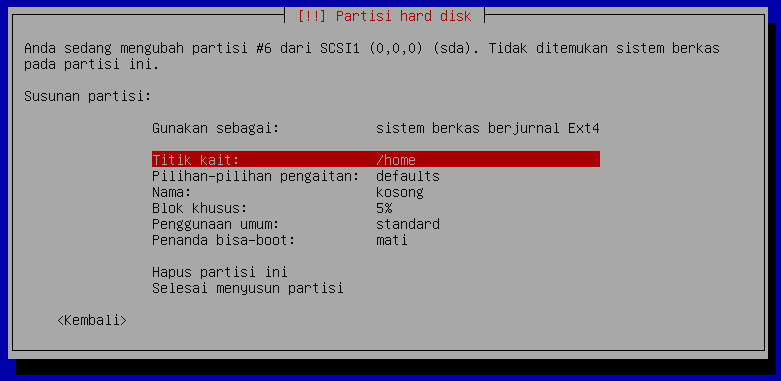 [!!] Partisi hard disk
Anda sedang mengubah partisi #6 dari SCSI1 (0,0,0) (sda). Tidak ditemukan sistem berkas
pada partisi ini.
Susunan partisi:
Gunakan sebagai: sistem berkas berjurnal Ext4
Titik kait: /home
Pilihan-pilihan pengaitan: defaults
Nama: kosong
Blok khusus: 5%
Penggunaan umum: standard
Penanda bisa-boot: mati
Hapus partisi ini
Selesai menyusun partisi
<Kembali>